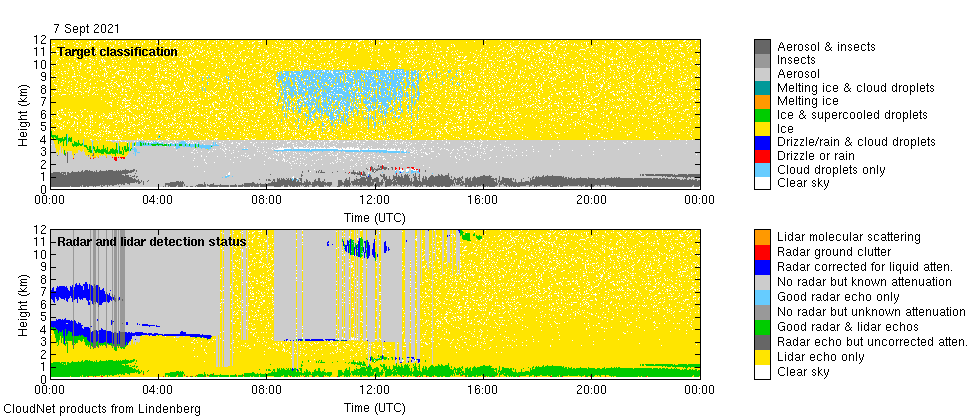 7 Sept 2021
Target classification
Height (km)
12
11
10
9
8
7
6
5
4
3
2
1
0
00:00 04:00 08:00 12:00 16:00 20:00 00:00
Time (UTC)
Aerosol & insects
Insects
Aerosol
Melting ice & cloud droplets
Melting ice
Ice & supercooled droplets
Ice
Drizzle/rain & cloud droplets
Drizzle or rain
Cloud droplets only
Clear sky
Radar and lidar detection status
Height (km)
12
11
10
9
8
7
6
5
4
3
2
1
0
00:00 04:00 08:00 12:00 16:00 20:00 00:00
Time (UTC)
Lidar molecular scattering
Radar ground clutter
Radar corrected for liquid atten.
No radar but known attenuation
Good radar echo only
No radar but unknown attenuation
Good radar & lidar echos
Radar echo but uncorrected atten.
Lidar echo only
Clear sky
CloudNet products from Lindenberg